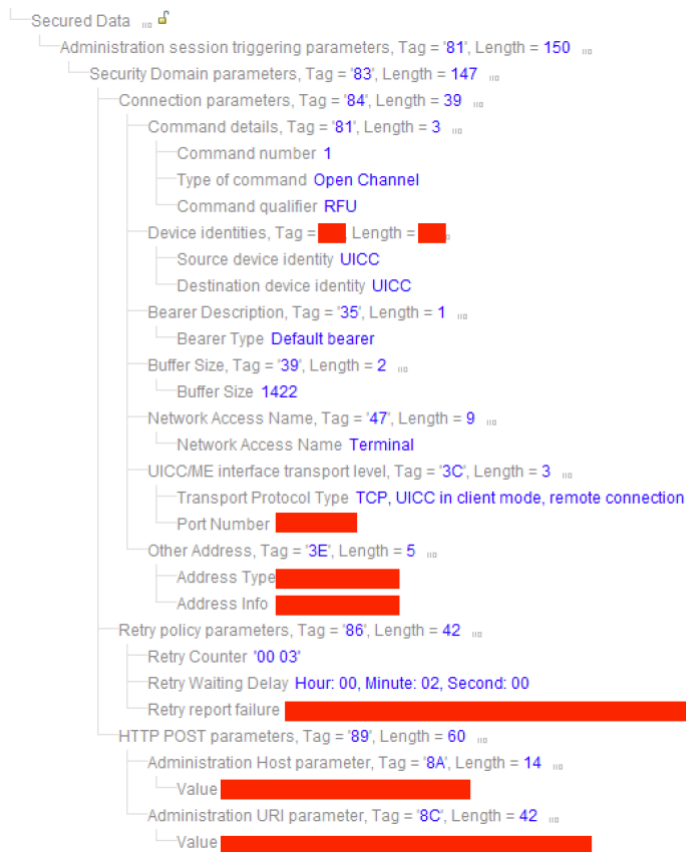 Secured Data
Administration session triggering parameters, Tag = '81', Length = 150
Security Domain parameters, Tag = '83', Length = 147
Connection parameters, Tag = '84', Length = 39
Command details, Tag = '81', Length = 3
Command number 1
Type of command Open Channel
Command qualifier RFU
Device identities, Tag = Length =
Source device identity UICC
Destination device identity UICC
Bearer Description, Tag = '35', Length = 1
Bearer Type Default bearer
Buffer Size, Tag = '39', Length = 2
Buffer Size 1422
Network Access Name, Tag = '47', Length = 9
Network Access Name Terminal
UICC/ME interface transport level, Tag = '3C', Length = 3
Transport Protocol Type TCP, UICC in client mode, remote connection
Port Number
Other Address, Tag = '3E', Length = 5
Address Type
Address Info
Retry policy parameters, Tag = '86', Length = 42
Retry Counter '00 03'
Retry Waiting Delay Hour: 00, Minute: 02, Second: 00
Retry report failure
HTTP POST parameters, Tag = '89', Length = 60
Administration Host parameter, Tag = '8A', Length = 14
Value
Administration URI parameter, Tag = '8C', Length = 42
Value